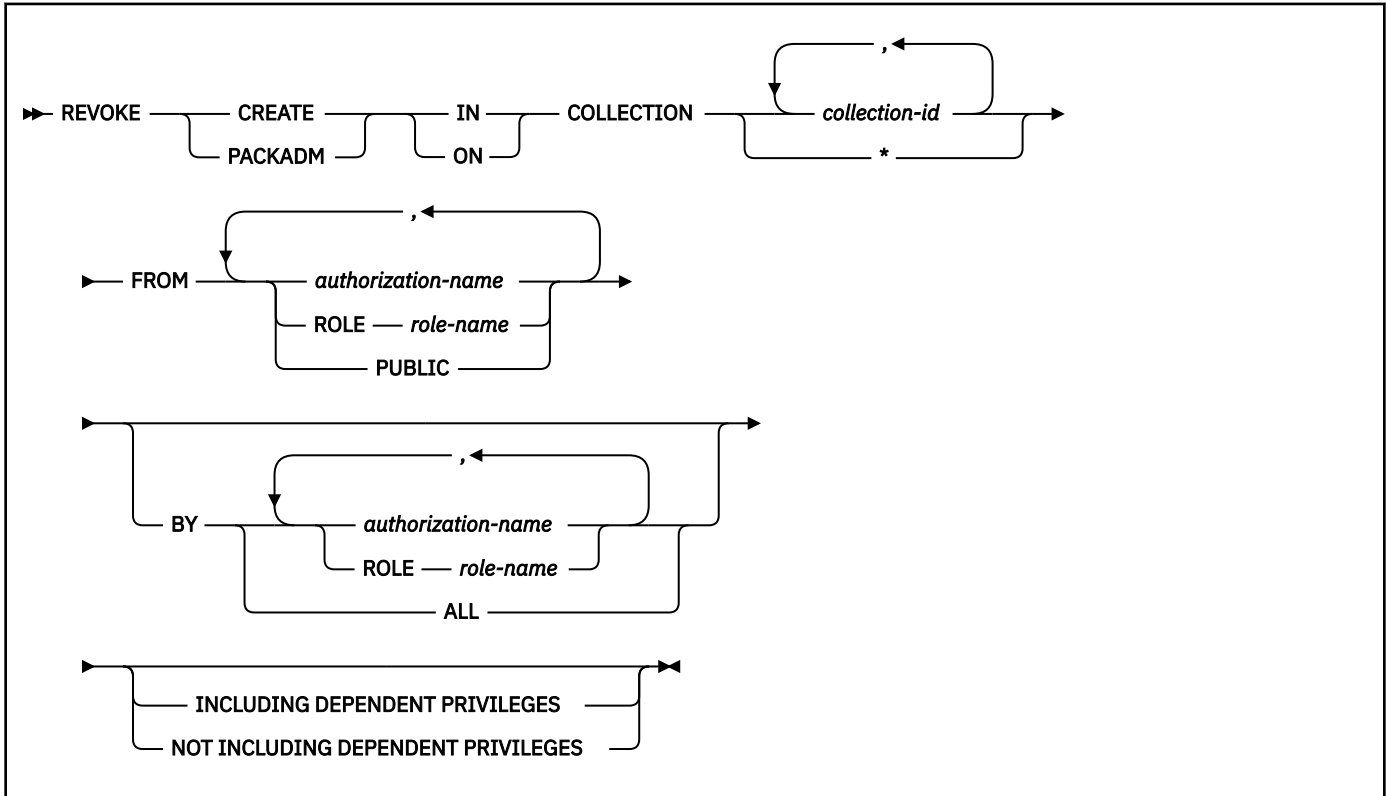 ,
REVOKE CREATE IN COLLECTION collection-id
PACKADM ON *
,
FROM authorization-name
ROLE role-name
PUBLIC
,
BY authorization-name
ROLE role-name
ALL
INCLUDING DEPENDENT PRIVILEGES
NOT INCLUDING DEPENDENT PRIVILEGES